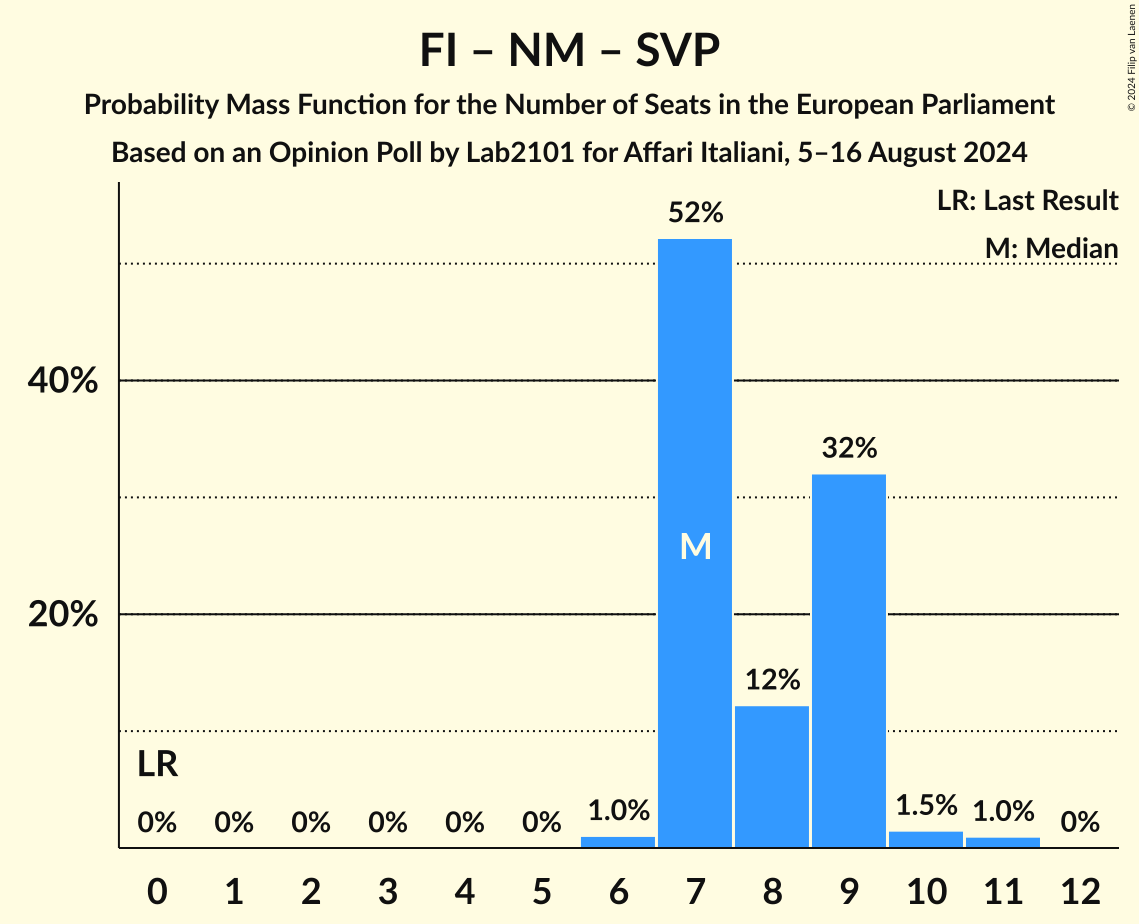 FI – NM – SVP
Probability Mass Function for the Number of Seats in the European Parliament
Based on an Opinion Poll by Lab2101 for Affari Italiani, 5–16 August 2024
© 2024 Filip van Laenen
LR: Last Result
M: Median
52%
40%
32%
M
20%
12%
LR
0% 0% 0% 0% 0% 0% 1.0% 1.5% 1.0% 0%
0 1 2 3 4 5 6 7 8 9 10 11 12